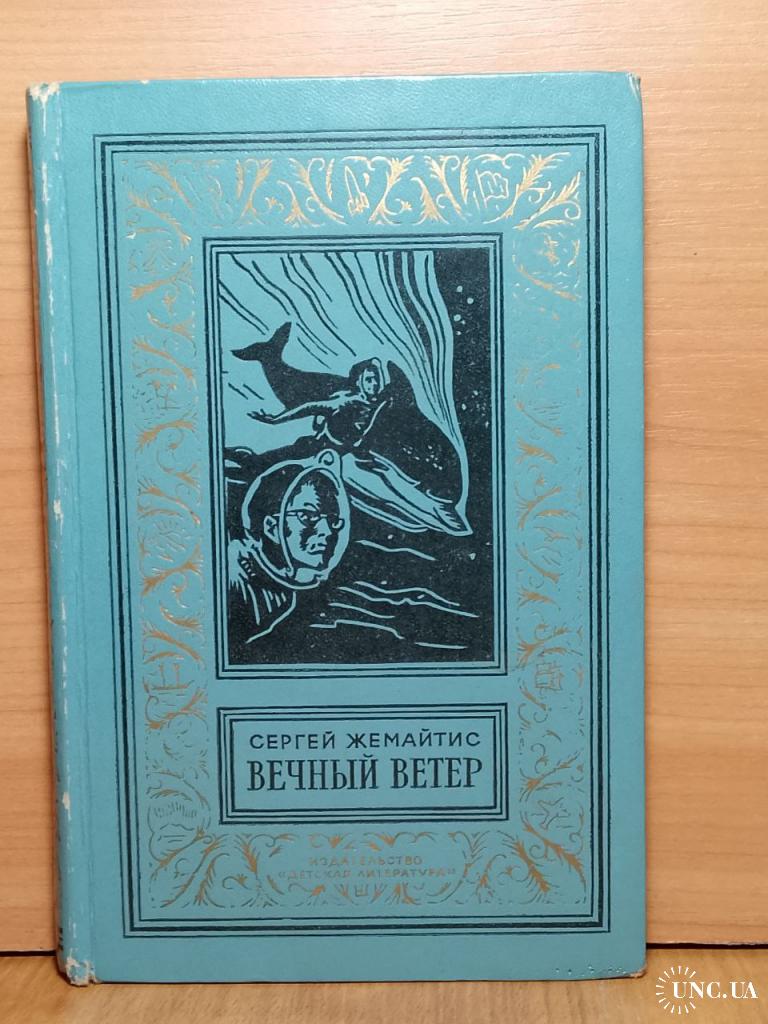 СЕРГЕЙ ЖЕМАЙТИС
ВЕЧНЫЙ ВЕТЕР
ИЗДАТЕЛЬСТВО
«ДЕТСКАЯ ЛИТЕРАТУРА»
UNC.UA